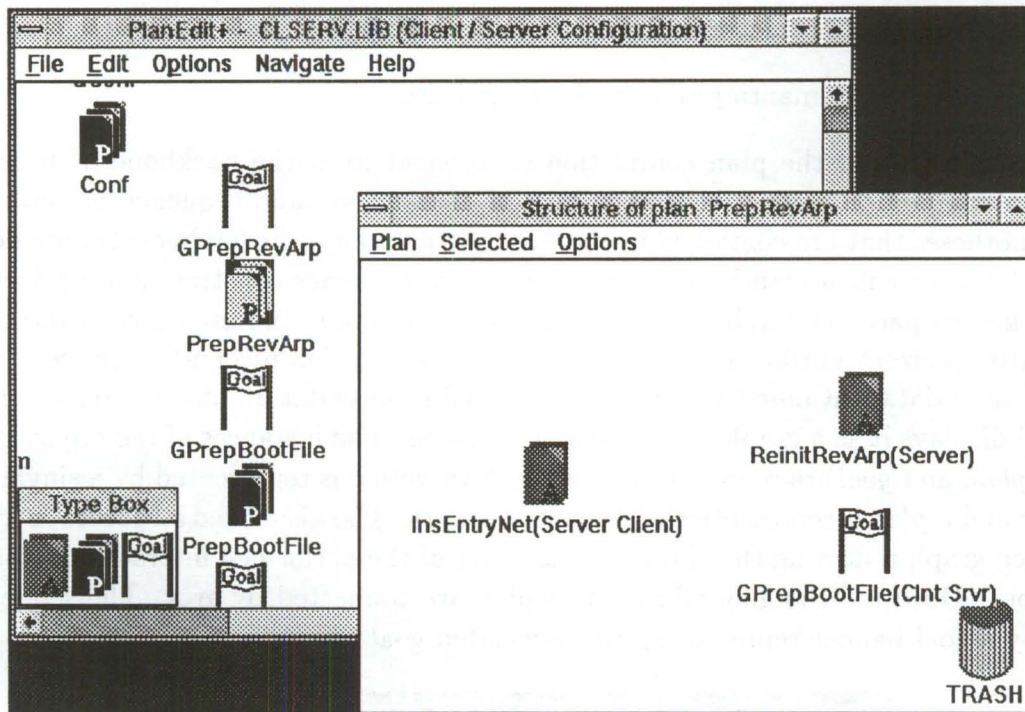 PlanEdit+ - CLSERV.LIB (Client / Server Configuration)
File Edit Options Navigate Help
P
Conf
Goal
GPrepRevArp
P
PrepRevArp
Goal
GPrepBootFile
P
PrepBootFile
Goal
Type Box
A
P
Goal
Structure of plan PrepRevArp
Plan Selected Options
A
InsEntryNet(Server Client)
A
ReinitRevArp(Server)
Goal
GPrepBootFile(Clnt Srvr)
TRASH